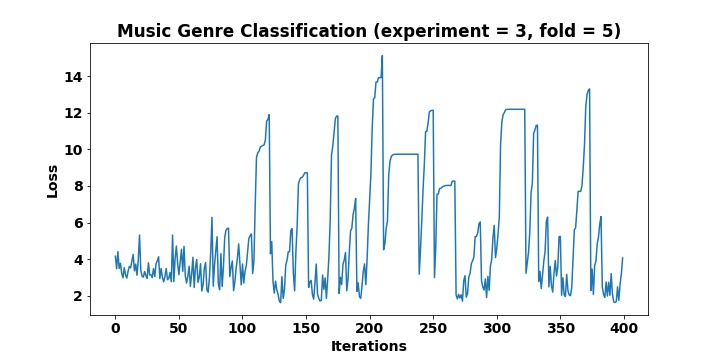 Music Genre Classification (experiment = 3, fold = 5)
14
12
10
8
6
4
2
Loss
0 50 100 150 200 250 300 350 400
Iterations